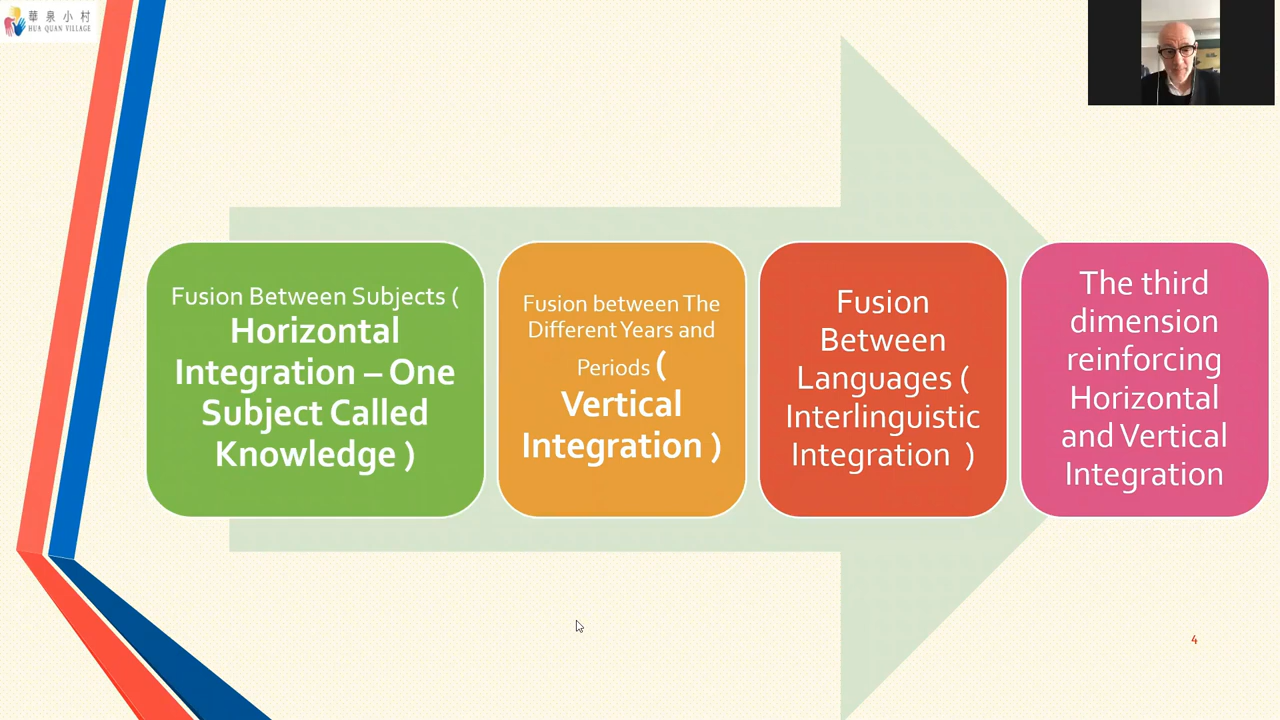 華泉小村
HUA QUAN VILLAGE
Fusion Between Subjects (
Horizontal
Integration – One
Subject Called
Knowledge )
Fusion between The
Different Years and
Periods (
Vertical
Integration )
Fusion
Between
Languages (
Interlinguistic
Integration )
The third
dimension
reinforcing
Horizontal
and Vertical
Integration
4